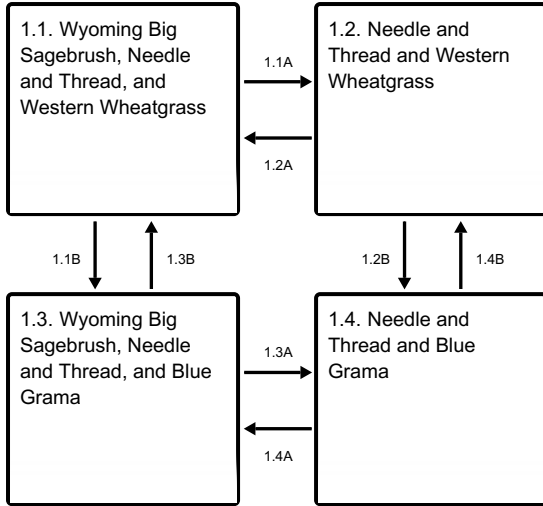 1.1. Wyoming Big
Sagebrush, Needle
and Thread, and
Western Wheatgrass
1.1A
1.2A
1.2. Needle and
Thread and Western
Wheatgrass
1.1B
1.3B
1.2B
1.4B
1.3. Wyoming Big
Sagebrush, Needle
and Thread, and Blue
Grama
1.3A
1.4A
1.4. Needle and
Thread and Blue
Grama